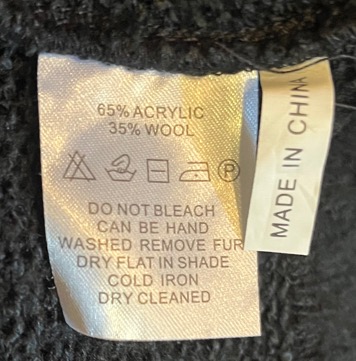 65% ACRYLIC
35% WOOL
P
DO NOT BLEACH
CAN BE HAND
WASHED REMOVE FUR
DRY FLAT IN SHADE
COLD IRON
DRY CLEANED
MADE IN CHINA